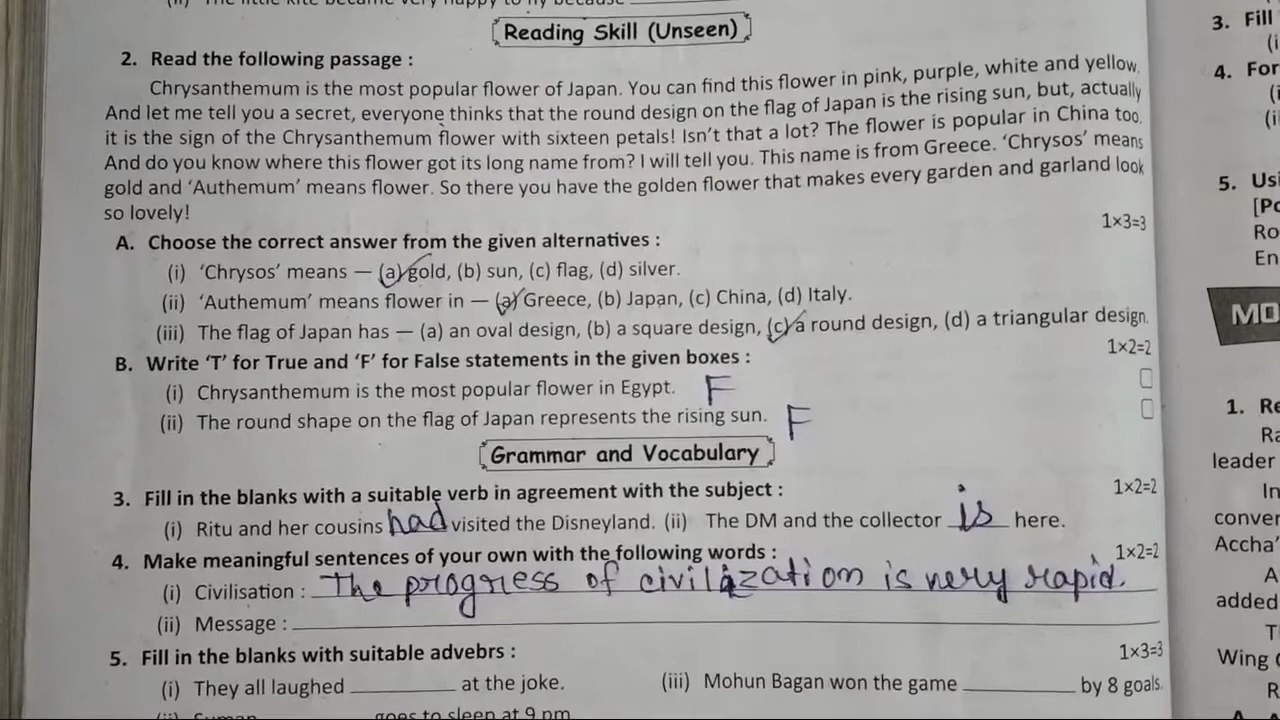 Reading Skill (Unseen)
2. Read the following passage :
Chrysanthemum is the most popular flower of Japan. You can find this flower in pink, purple, white and yellow.
And let me tell you a secret, everyone thinks that the round design on the flag of Japan is the rising sun, but, actually
it is the sign of the Chrysanthemum flower with sixteen petals! Isn't that a lot? The flower is popular in China too.
And do you know where this flower got its long name from? I will tell you. This name is from Greece. 'Chrysos' means
gold and 'Authemum' means flower. So there you have the golden flower that makes every garden and garland look
so lovely!
A. Choose the correct answer from the given alternatives : 1×3=3
(i) 'Chrysos' means — (a) gold, (b) sun, (c) flag, (d) silver.
(ii) 'Authemum' means flower in — (a) Greece, (b) Japan, (c) China, (d) Italy.
(iii) The flag of Japan has — (a) an oval design, (b) a square design, (c) a round design, (d) a triangular design.
B. Write 'T' for True and 'F' for False statements in the given boxes : 1×2=2
(i) Chrysanthemum is the most popular flower in Egypt. F
(ii) The round shape on the flag of Japan represents the rising sun. F
Grammar and Vocabulary
3. Fill in the blanks with a suitable verb in agreement with the subject : 1×2=2
(i) Ritu and her cousins had visited the Disneyland. (ii) The DM and the collector is here.
4. Make meaningful sentences of your own with the following words : 1×2=2
(i) Civilisation : The progress of civilization is very rapid.
(ii) Message :
5. Fill in the blanks with suitable advebrs : 1×3=3
(i) They all laughed ________ at the joke. (iii) Mohun Bagan won the game ________ by 8 goals.
goes to sleep at 9 pm
3. Fill
4. For
5.
MO
1.
leader
In
conver
Accha'
A
added
Wing